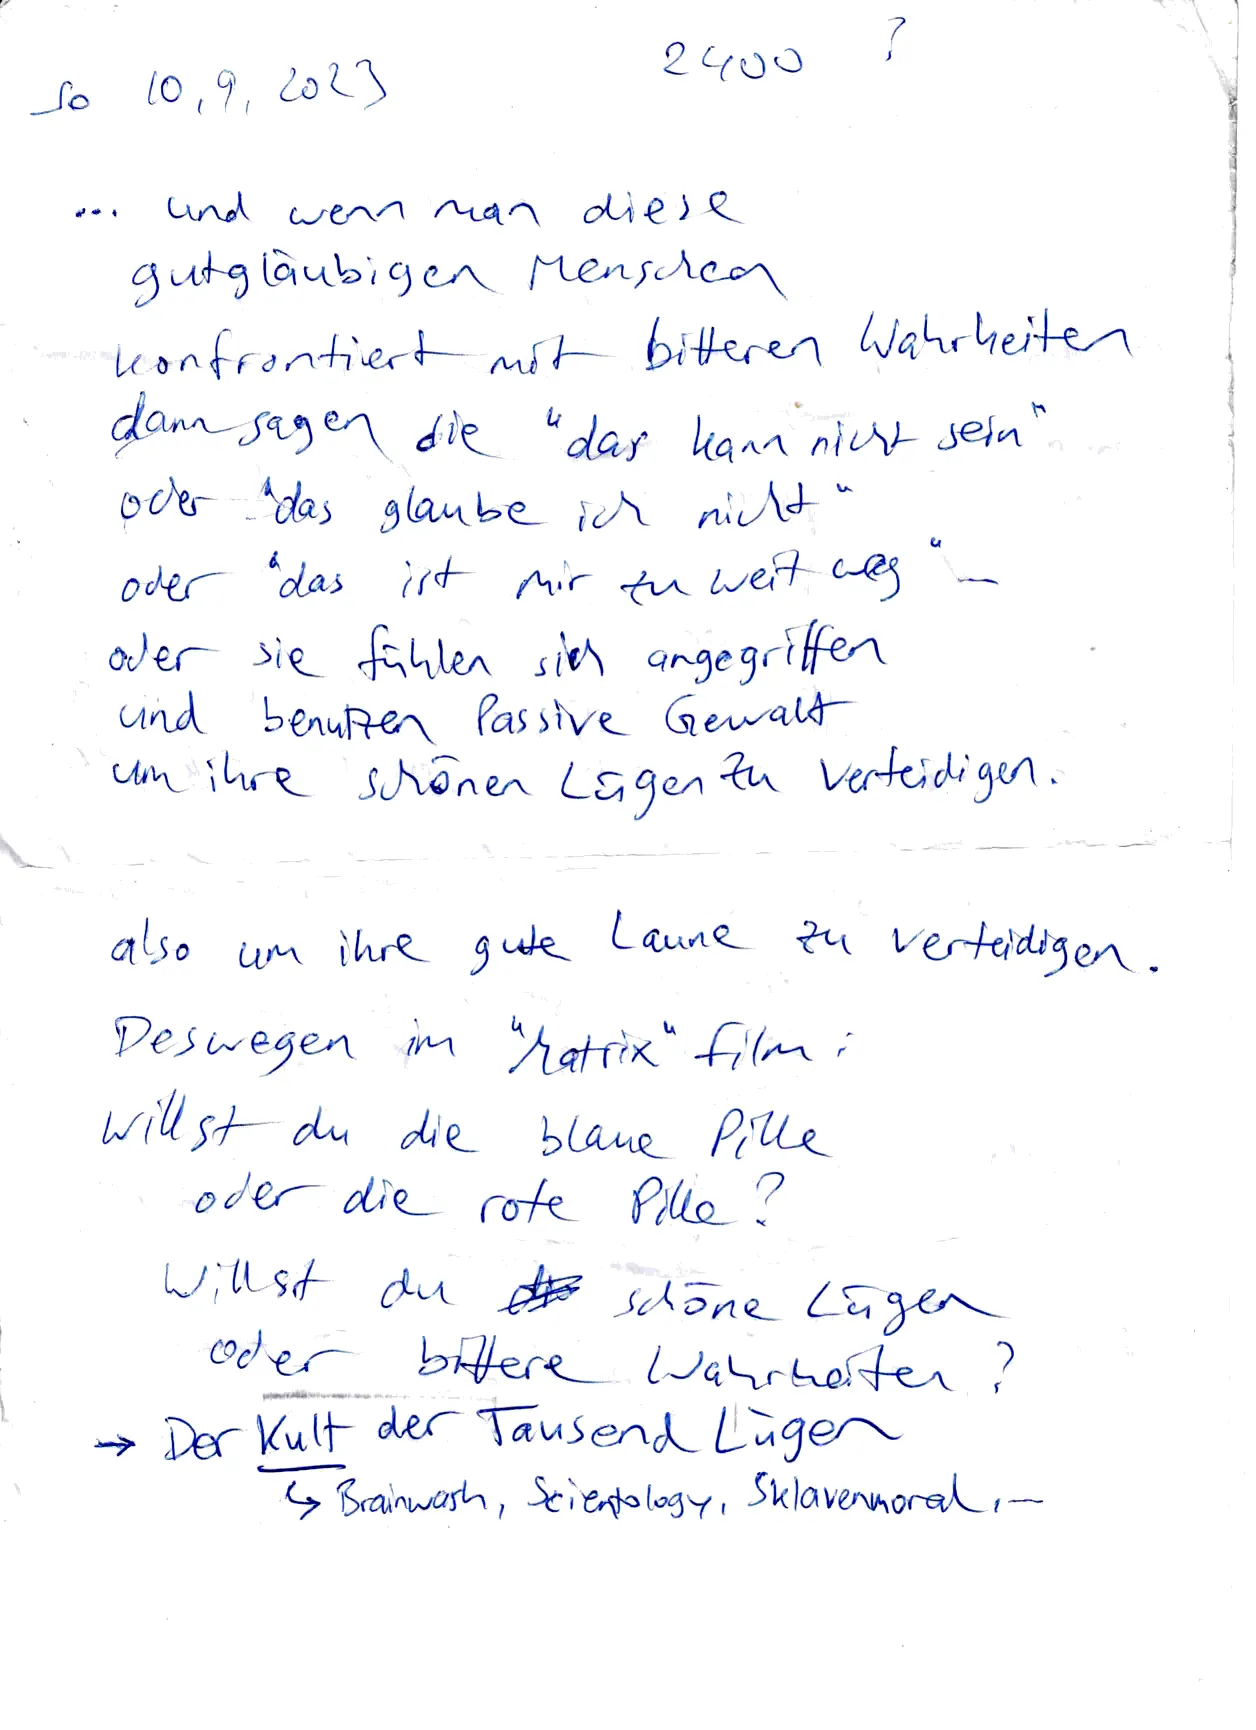 2400 ?
So 10.9.2023
... und wenn man diese
gutgläubigen Menschen
konfrontiert mit bitteren Wahrheiten
dann sagen die "das kann nicht sein"
oder "das glaube ich nicht"
oder "das ist mir zu weit weg" —
oder sie fühlen sich angegriffen
und benutzen Passive Gewalt
um ihre schönen Lügen zu verteidigen.
also um ihre gute Laune zu verteidigen.
Deswegen im "Matrix" film:
willst du die blaue Pille
oder die rote Pille?
Willst du schöne Lügen
oder bittere Wahrheiten?
→ Der Kult der Tausend Lügen
↳ Brainwash, Scientology, Sklavenmoral, —